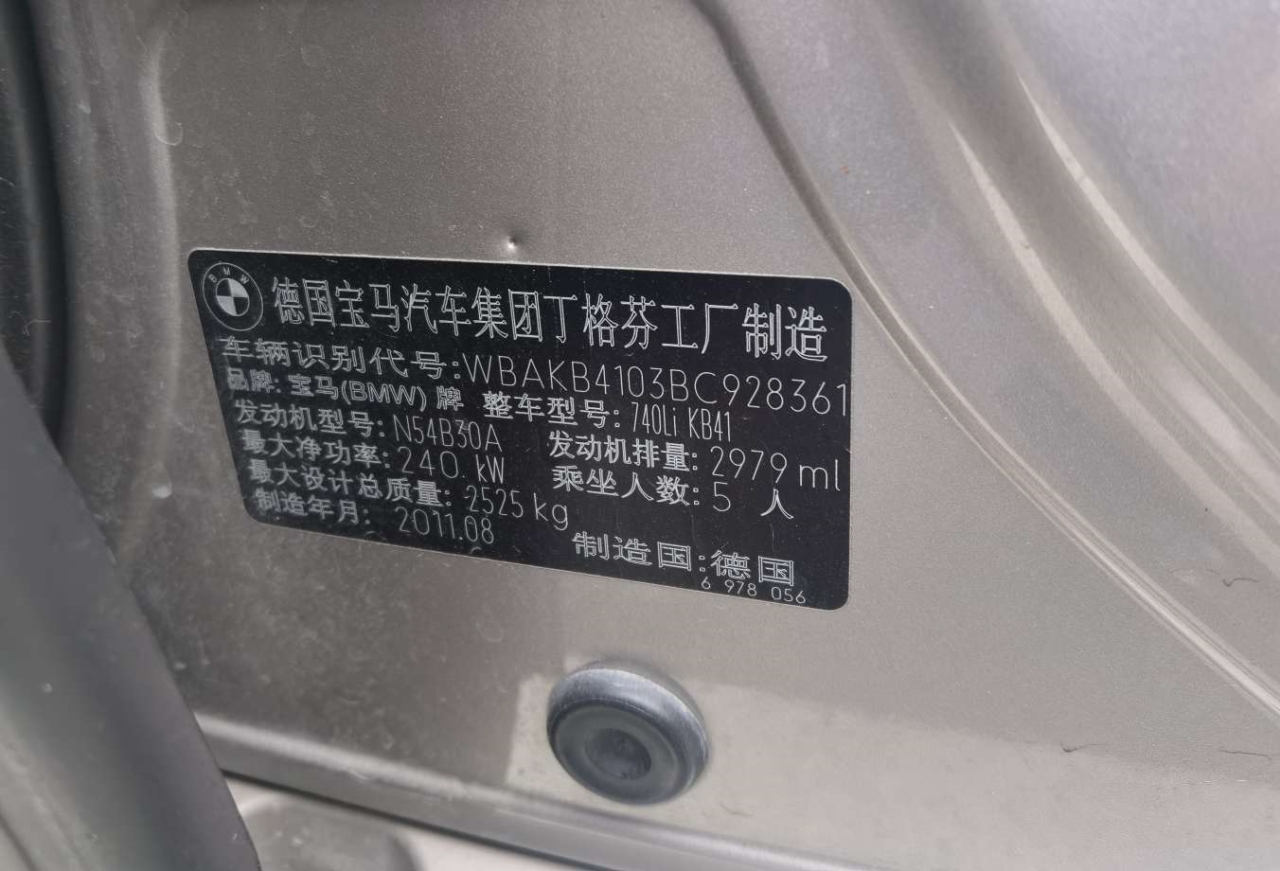 BMW
德国宝马汽车集团丁格芬工厂制造
车辆识别代号:WBAKB4103BC928361
品牌:宝马(BMW)牌 整车型号:740Li KB41
发动机型号:N54B30A 发动机排量:2979ml
最大净功率:240.kW 乘坐人数:5人
最大设计总质量:2525kg
制造年月:2011.08 制造国:德国
6 978 056